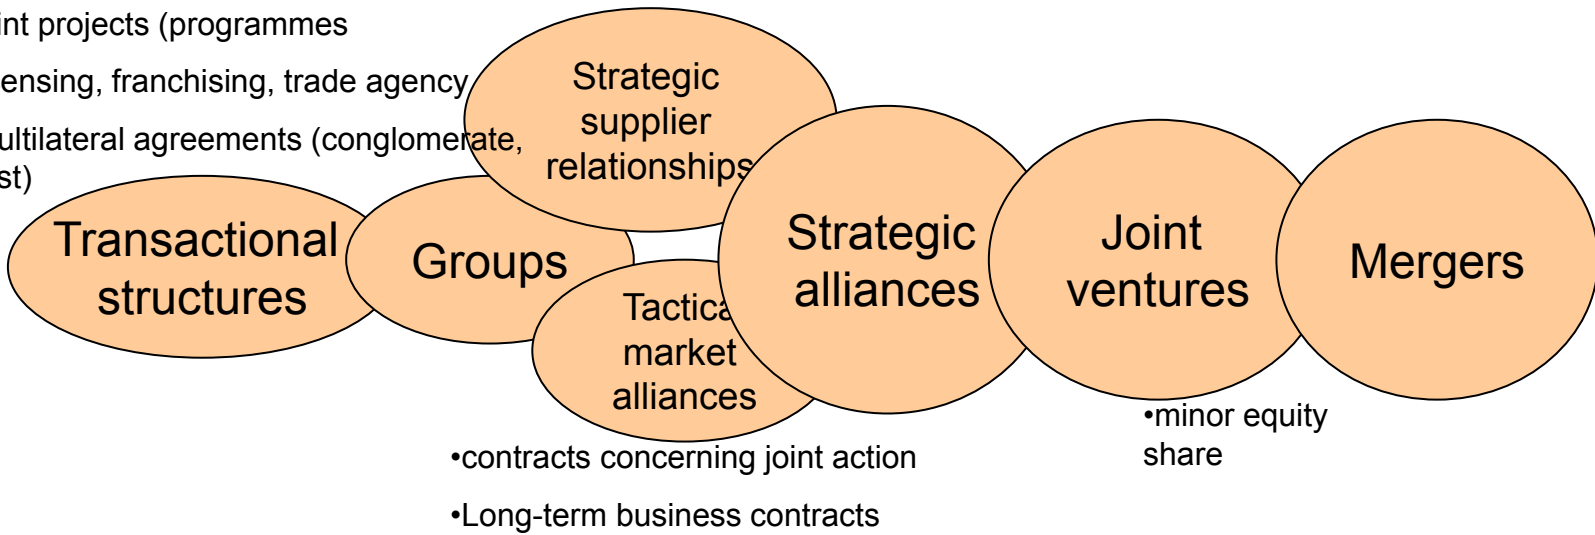 int projects (programmes
ensing, franchising, trade agency
ultilateral agreements (conglomerate,
st)
Strategic
supplier
relationships
Transactional
structures
Groups
Tactica
market
alliances
Strategic
alliances
Joint
ventures
Mergers
•minor equity
share
•contracts concerning joint action
•Long-term business contracts